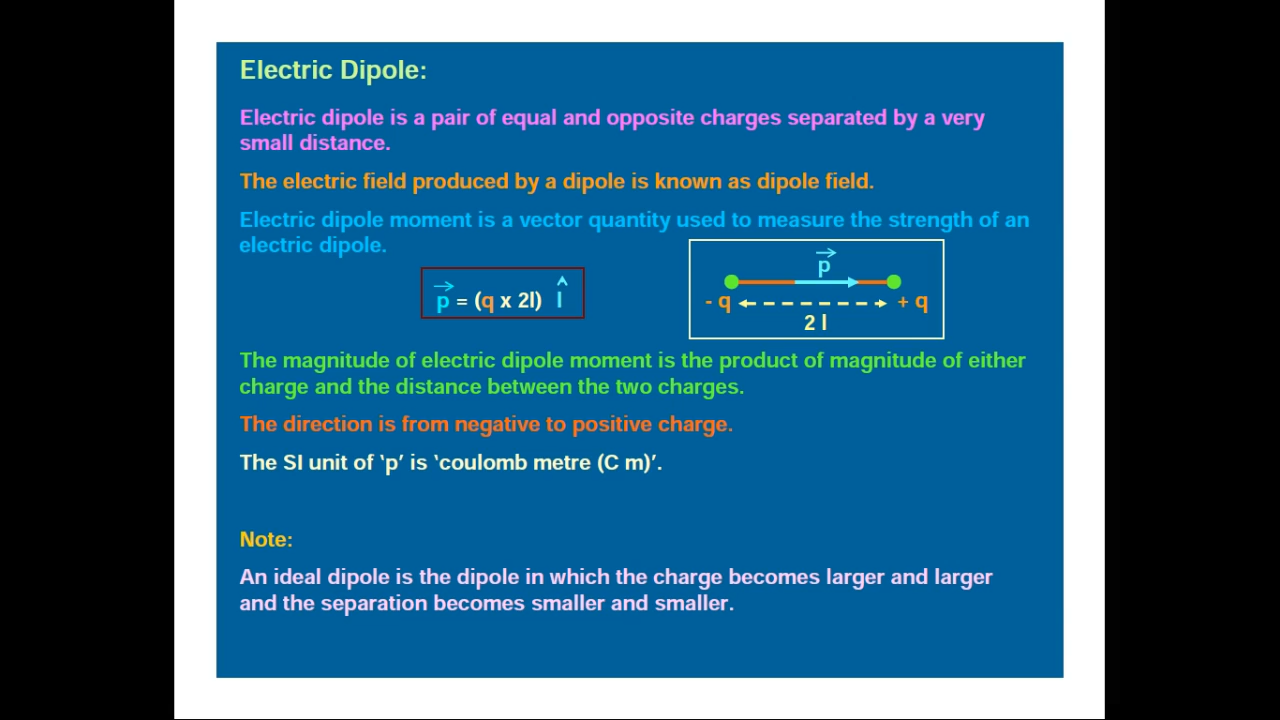 Electric Dipole:
Electric dipole is a pair of equal and opposite charges separated by a very
small distance.
The electric field produced by a dipole is known as dipole field.
Electric dipole moment is a vector quantity used to measure the strength of an
electric dipole.
p = (q x 2l) l
p
- q
+ q
2 l
The magnitude of electric dipole moment is the product of magnitude of either
charge and the distance between the two charges.
The direction is from negative to positive charge.
The SI unit of ‛p’ is ‛coulomb metre (C m)’.
Note:
An ideal dipole is the dipole in which the charge becomes larger and larger
and the separation becomes smaller and smaller.